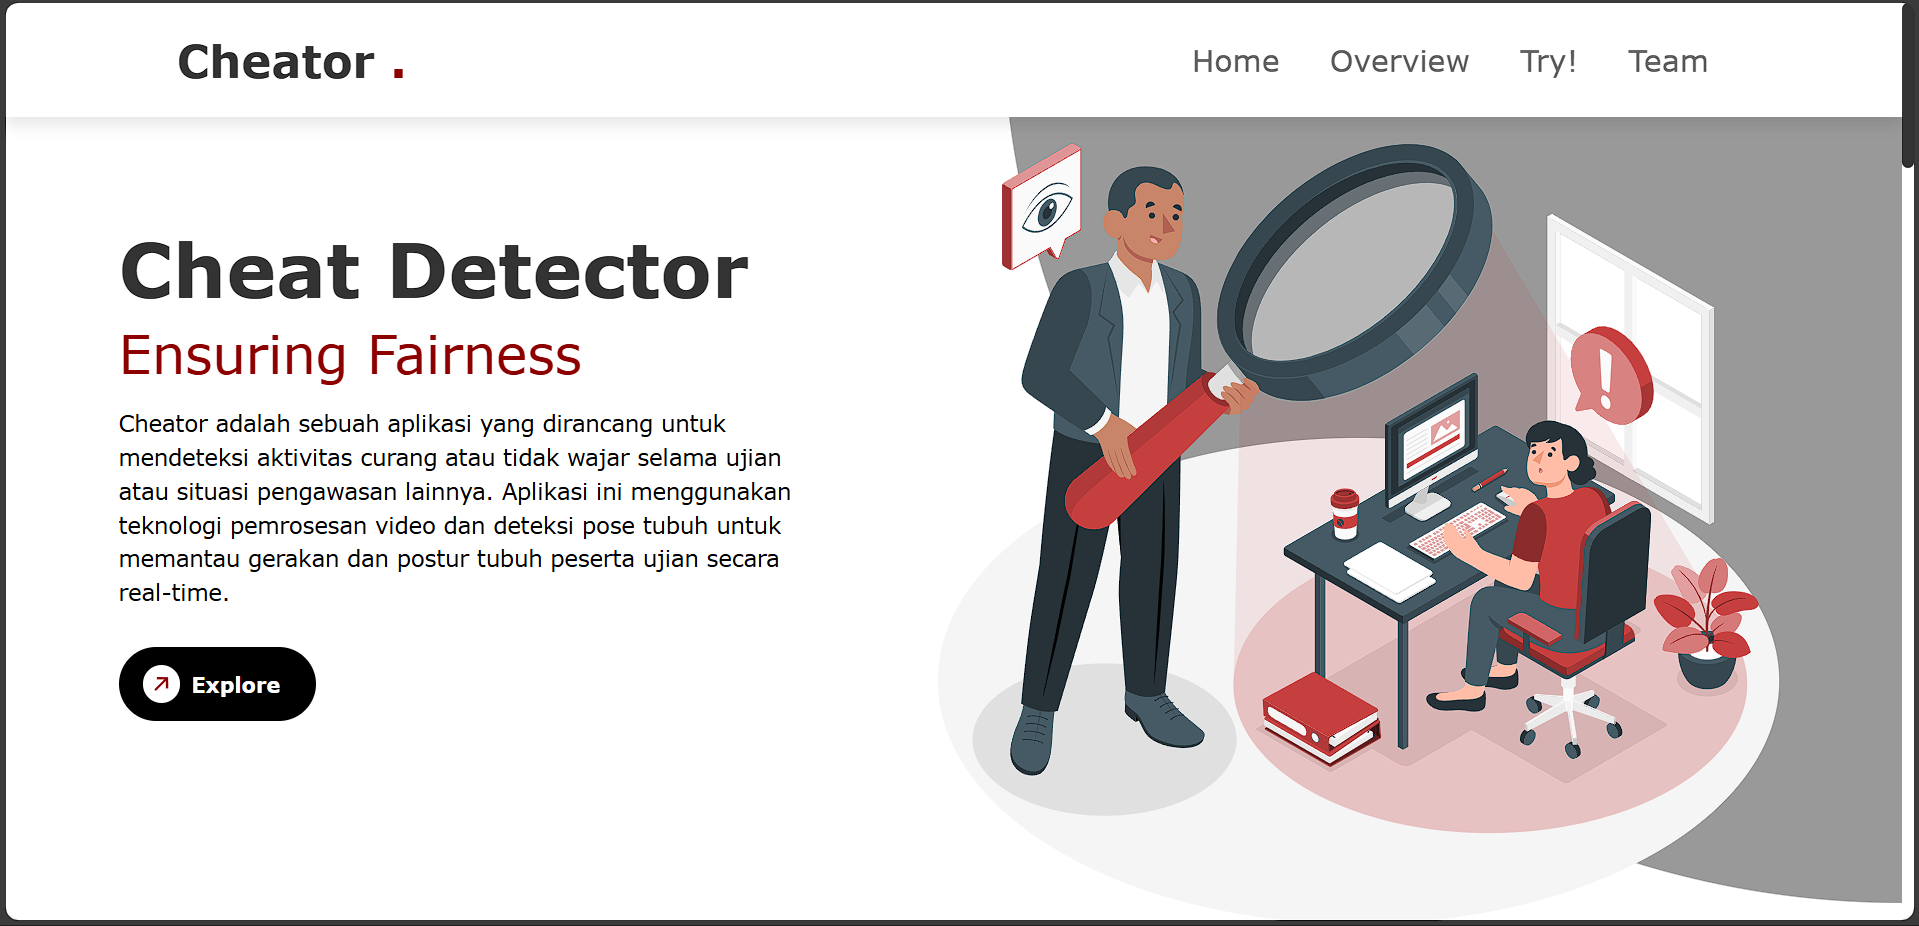 Cheator .
Home Overview Try! Team
Cheat Detector
Ensuring Fairness
Cheator adalah sebuah aplikasi yang dirancang untuk
mendeteksi aktivitas curang atau tidak wajar selama ujian
atau situasi pengawasan lainnya. Aplikasi ini menggunakan
teknologi pemrosesan video dan deteksi pose tubuh untuk
memantau gerakan dan postur tubuh peserta ujian secara
real-time.
Explore
!